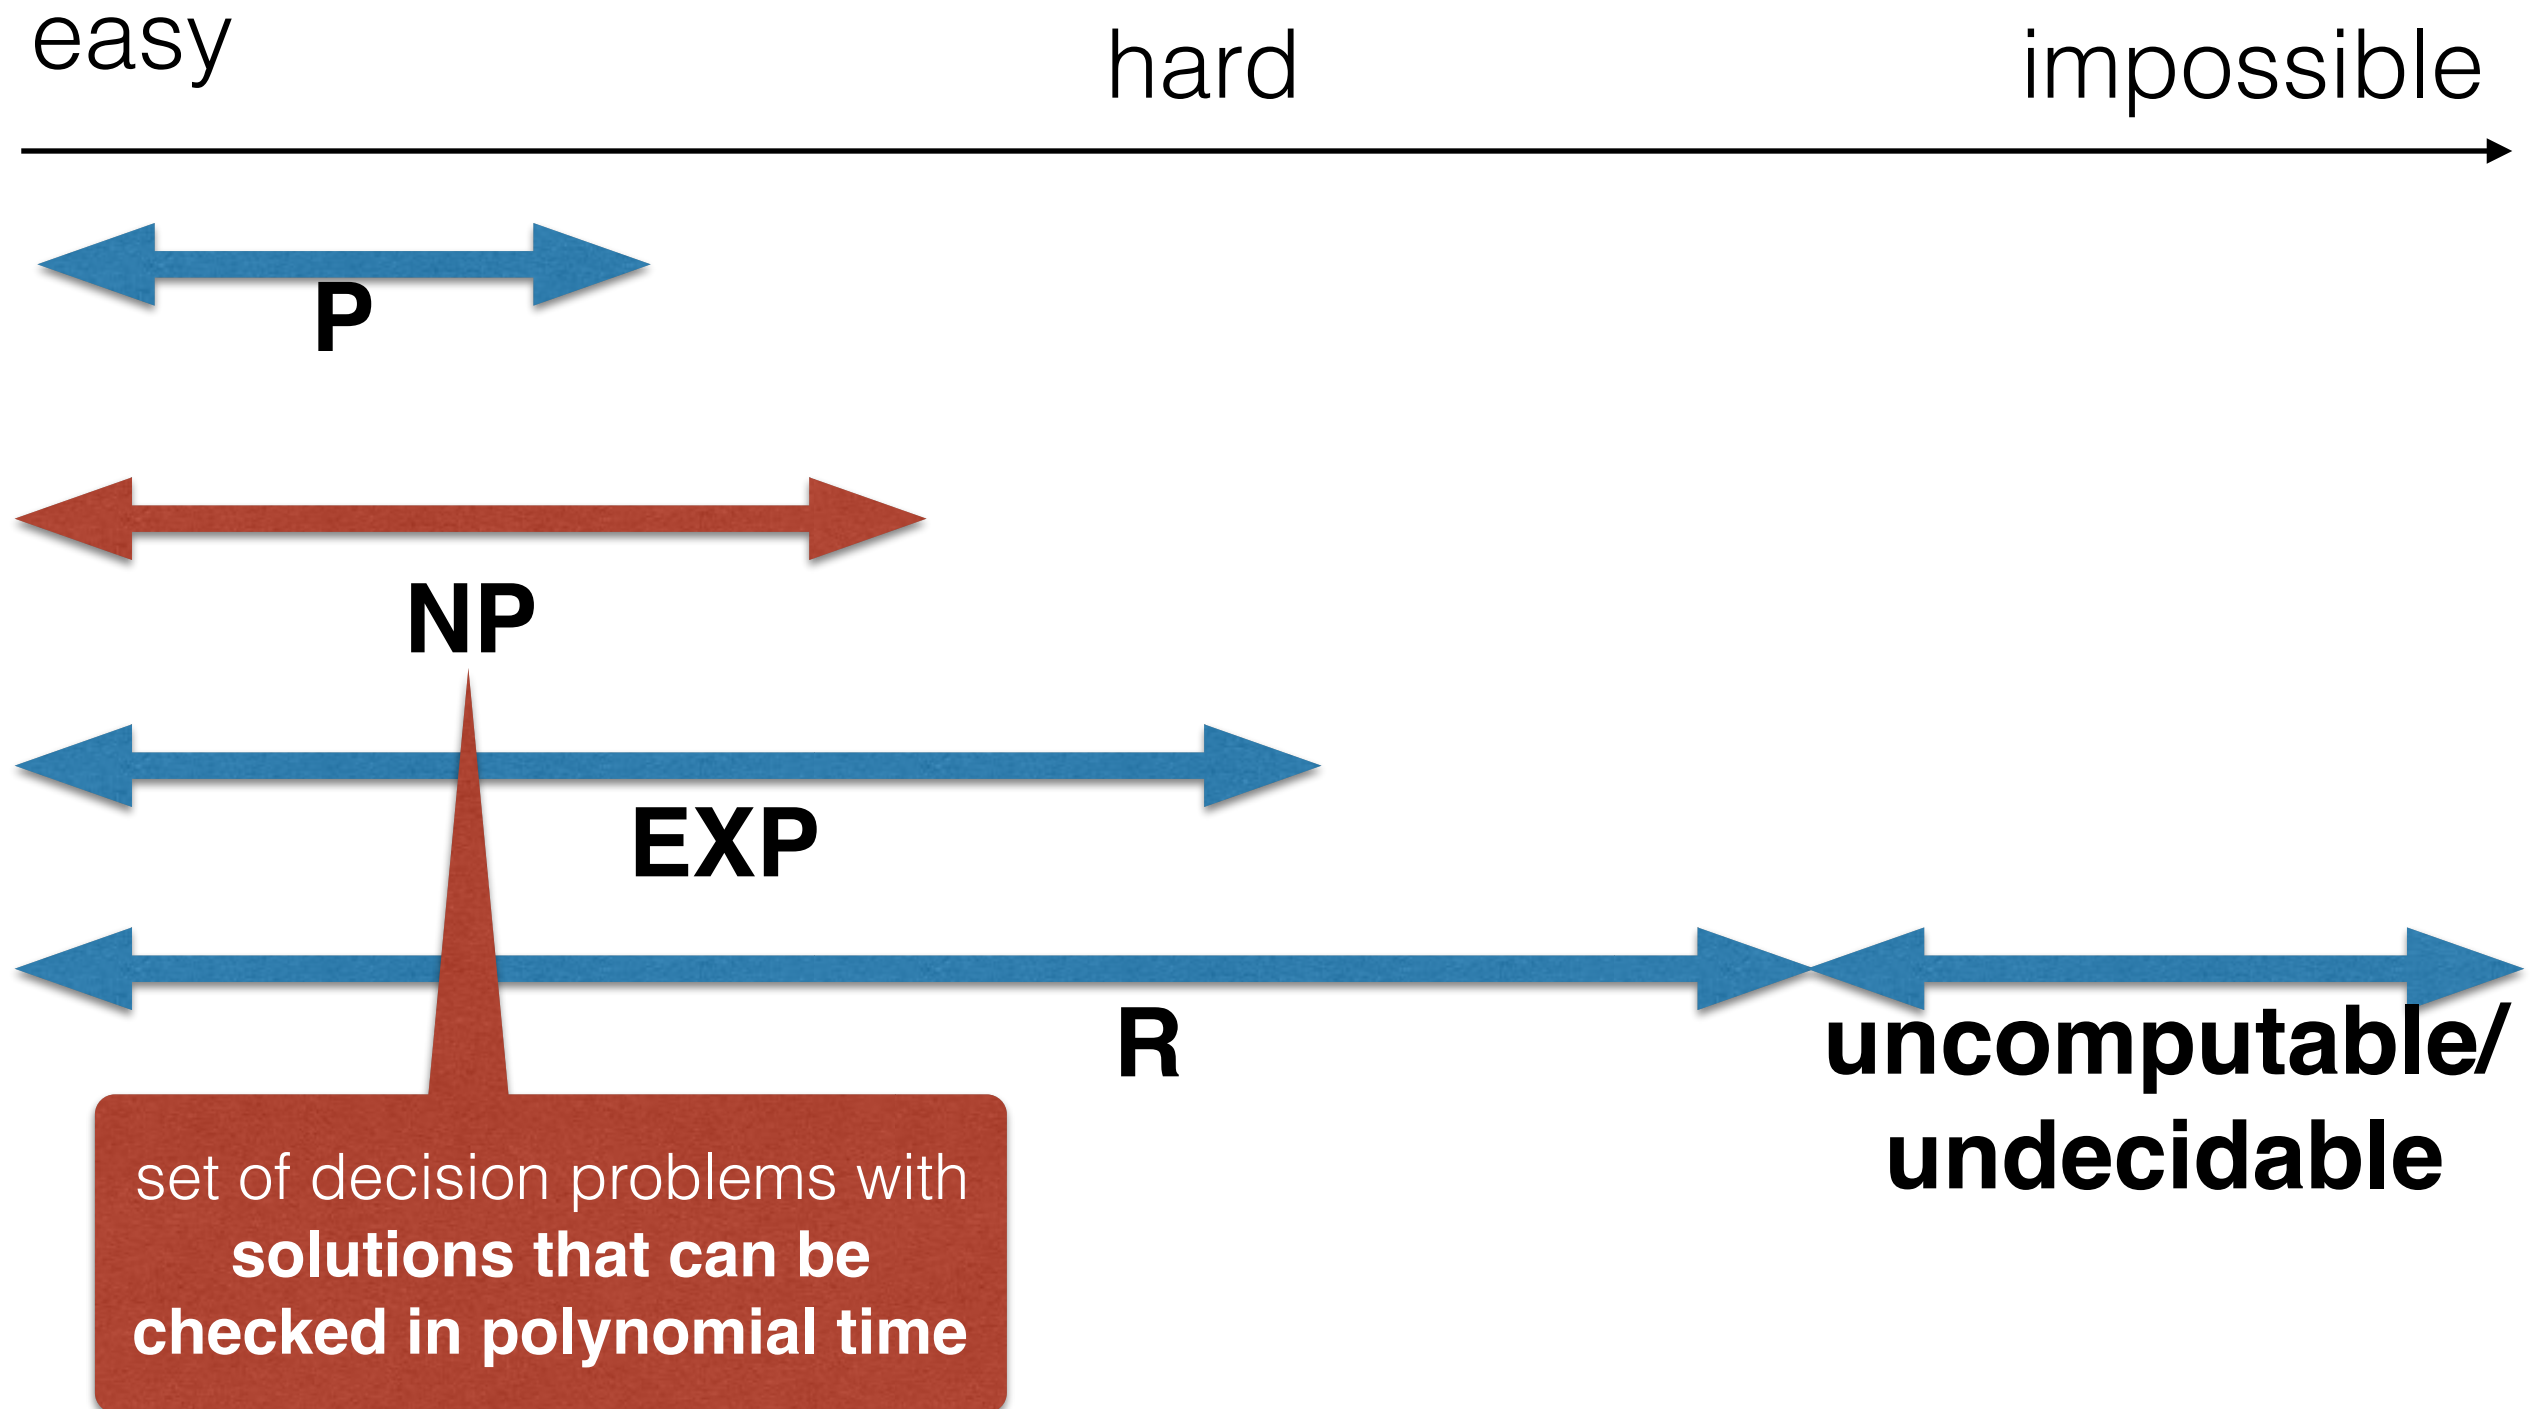 easy
hard
impossible
P
NP
EXP
R
uncomputable/
undecidable
set of decision problems with
solutions that can be
checked in polynomial time